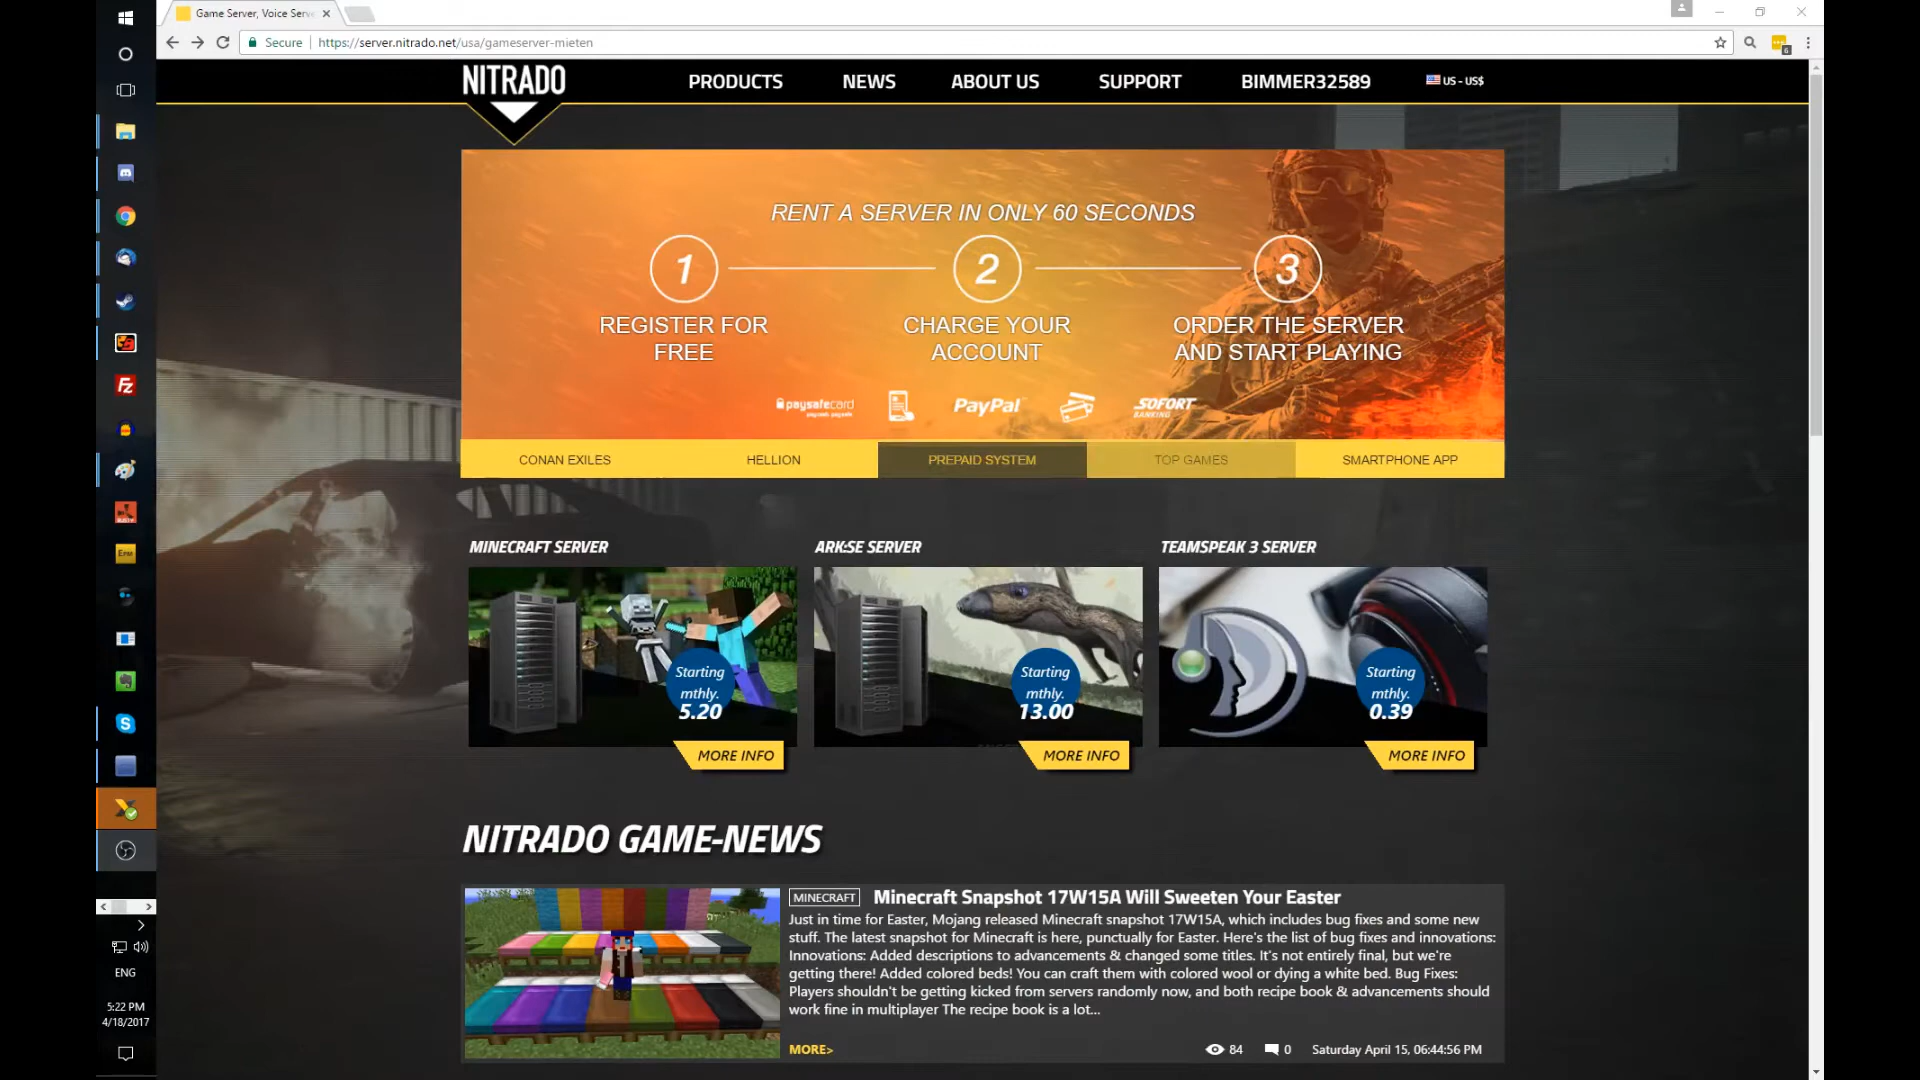 Game Server, Voice Serv
Secure
https://server.nitrado.net/usa/gameserver-mieten
6
NITRADO
PRODUCTS
NEWS
ABOUT US
SUPPORT
BIMMER32589
US - US$
RENT A SERVER IN ONLY 60 SECONDS
1
2
3
REGISTER FOR
FREE
CHARGE YOUR
ACCOUNT
ORDER THE SERVER
AND START PLAYING
paysafecard
PayPal
SOFORT
BANKING
CONAN EXILES
HELLION
PREPAID SYSTEM
TOP GAMES
SMARTPHONE APP
MINECRAFT SERVER
ARK:SE SERVER
TEAMSPEAK 3 SERVER
Starting
mthly.
5.20
MORE INFO
Starting
mthly.
13.00
MORE INFO
Starting
mthly.
0.39
MORE INFO
NITRADO GAME-NEWS
MINECRAFT
Minecraft Snapshot 17W15A Will Sweeten Your Easter
Just in time for Easter, Mojang released Minecraft snapshot 17W15A, which includes bug fixes and some new
stuff. The latest snapshot for Minecraft is here, punctually for Easter. Here's the list of bug fixes and innovations:
Innovations: Added descriptions to advancements & changed some titles. It's not entirely final, but we're
getting there! Added colored beds! You can craft them with colored wool or dying a white bed. Bug Fixes:
Players shouldn't be getting kicked from servers randomly now, and both recipe book & advancements should
work fine in multiplayer The recipe book is a lot...
MORE>
84
0
Saturday April 15, 06:44:56 PM
ENG
5:22 PM
4/18/2017